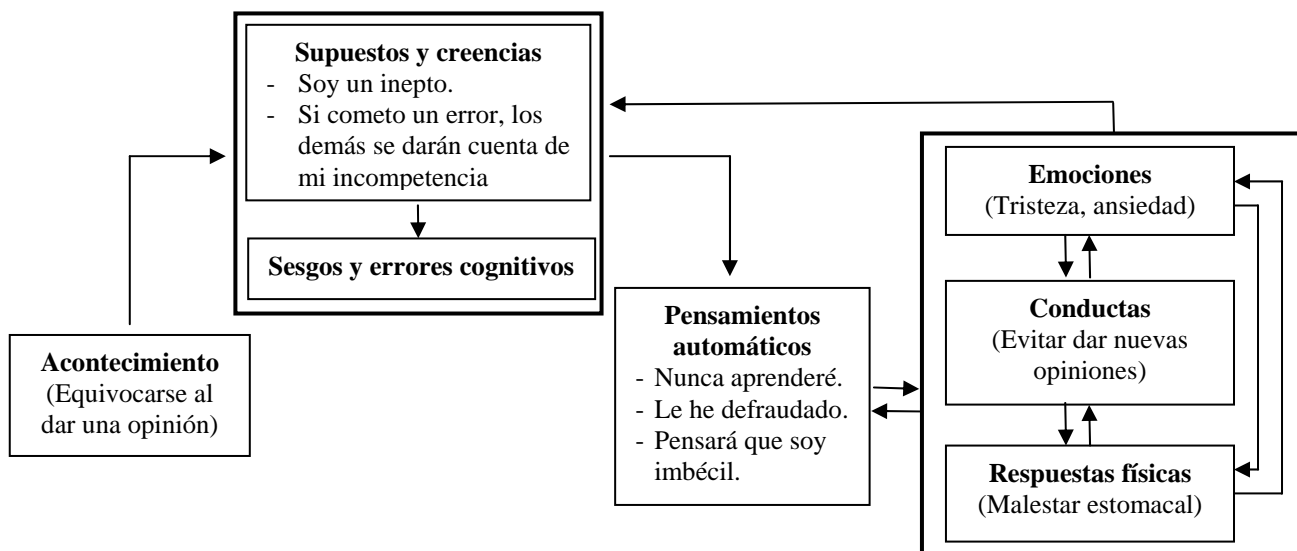 Supuestos y creencias
- Soy un inepto.
- Si cometo un error, los
demás se darán cuenta de
mi incompetencia
Sesgos y errores cognitivos
Acontecimiento
(Equivocarse al
dar una opinión)
Pensamientos
automáticos
- Nunca aprenderé.
- Le he defraudado.
- Pensará que soy
imbécil.
Emociones
(Tristeza, ansiedad)
Conductas
(Evitar dar nuevas
opiniones)
Respuestas físicas
(Malestar estomacal)